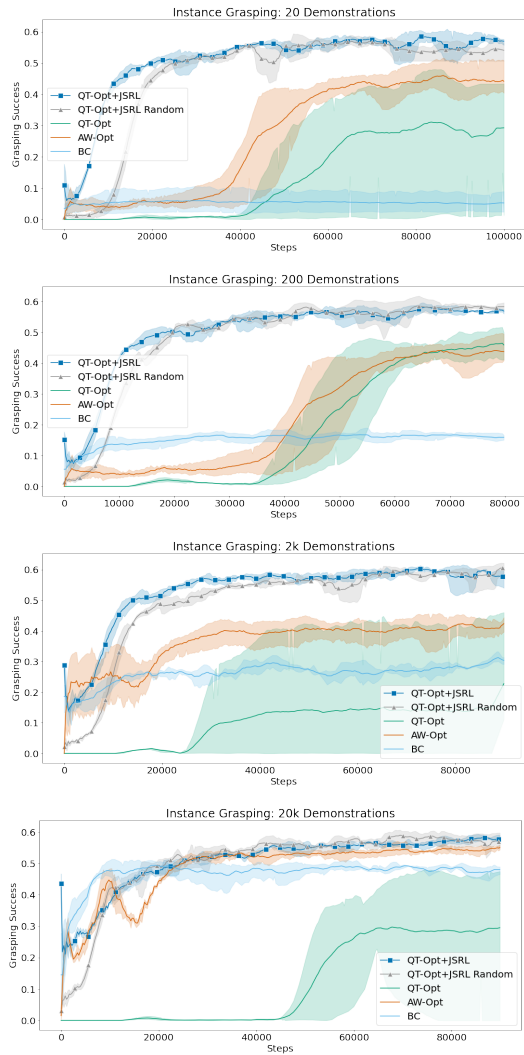 Instance Grasping: 20 Demonstrations
Grasping Success
0.6
0.5
0.4
0.3
0.2
0.1
0.0
QT-Opt+JSRL
QT-Opt+JSRL Random
QT-Opt
AW-Opt
BC
0 20000 40000 60000 80000 100000
Steps
Instance Grasping: 200 Demonstrations
Grasping Success
0.6
0.5
0.4
0.3
0.2
0.1
0.0
QT-Opt+JSRL
QT-Opt+JSRL Random
QT-Opt
AW-Opt
BC
0 10000 20000 30000 40000 50000 60000 70000 80000
Steps
Instance Grasping: 2k Demonstrations
Grasping Success
0.6
0.5
0.4
0.3
0.2
0.1
0.0
QT-Opt+JSRL
QT-Opt+JSRL Random
QT-Opt
AW-Opt
BC
0 20000 40000 60000 80000
Steps
Instance Grasping: 20k Demonstrations
Grasping Success
0.6
0.5
0.4
0.3
0.2
0.1
0.0
QT-Opt+JSRL
QT-Opt+JSRL Random
QT-Opt
AW-Opt
BC
0 20000 40000 60000 80000
Steps